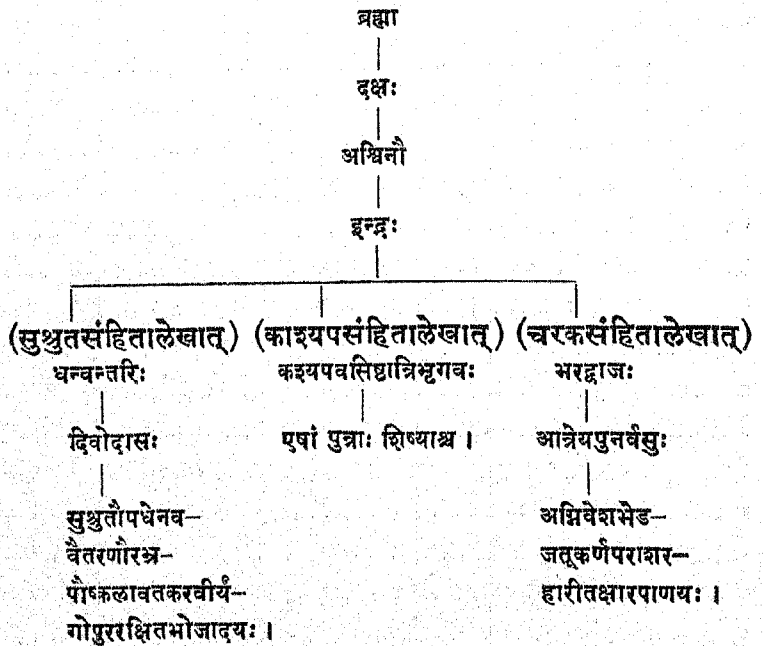 ब्रह्मा
दक्षः
अश्विनौ
इन्द्रः
(सुश्रुतसंहितालेखात्) (काश्यपसंहितालेखात्) (चरकसंहितालेखात्)
धन्वन्तरिः कश्यपवसिष्ठात्रिभृगवः भरद्वाजः
दिवोदासः एषां पुत्राः शिष्याश्च । आत्रेयपुनर्वसुः
सुश्रुतौपधेनव- अग्निवेशभेड-
वैतरणौरभ्र- जतूकर्णपराशर-
पौष्कलावतकरवीर्य- हारीतक्षारपाणयः ।
गोपुररक्षितभोजादयः ।